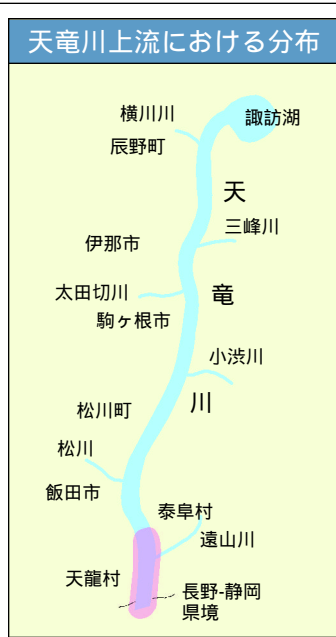 天竜川上流における分布
諏訪湖
横川川
辰野町
天
三峰川
伊那市
太田切川
竜
駒ヶ根市
小渋川
川
松川町
松川
飯田市
泰阜村
遠山川
天龍村
長野-静岡
県境